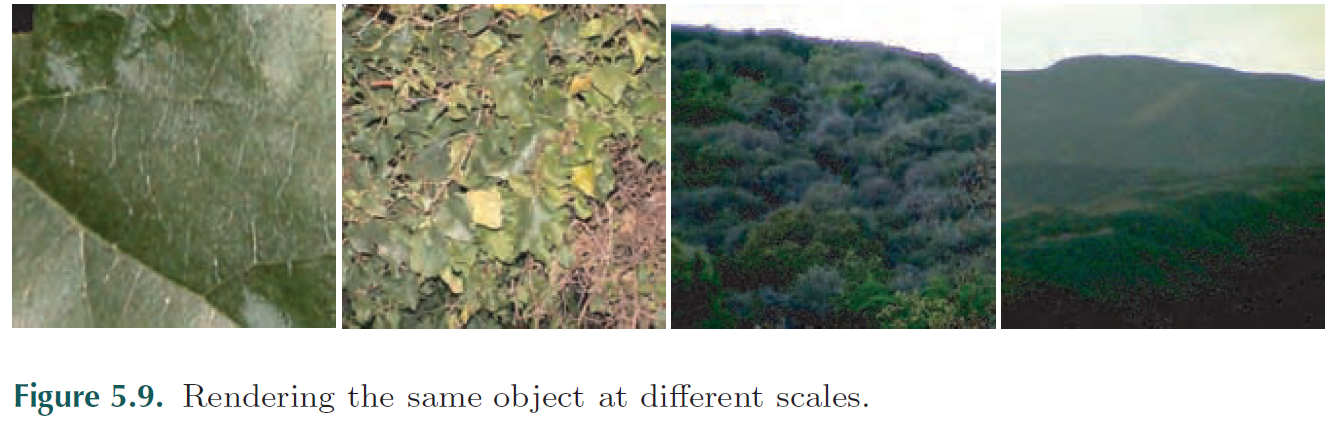 Figure 5.9. Rendering the same object at different scales.